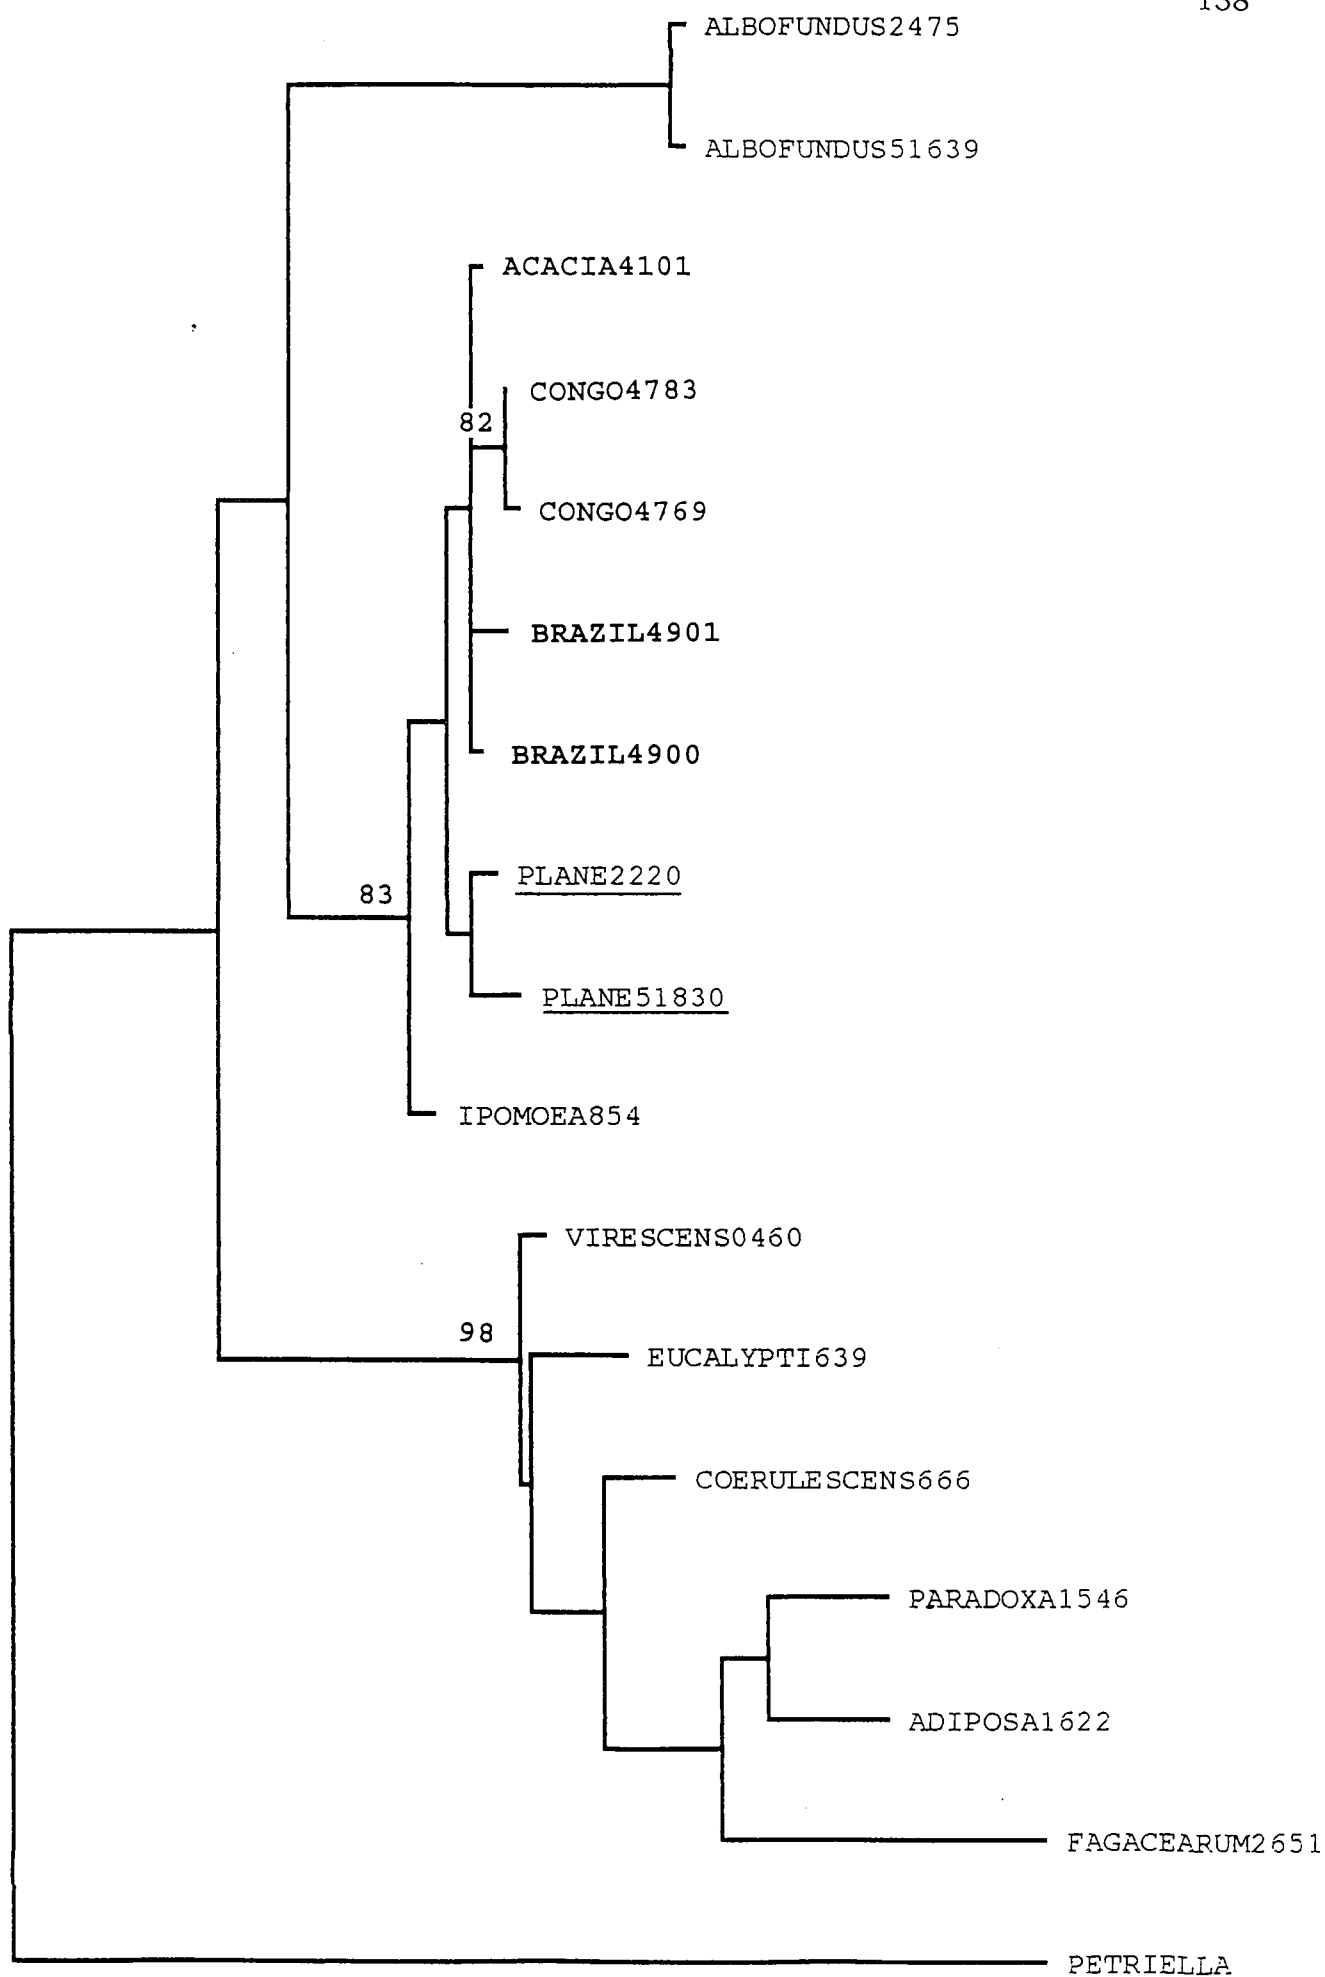 138
ALBOFUNDUS2475
ALBOFUNDUS51639
ACACIA4101
CONGO4783
82
CONGO4769
BRAZIL4901
BRAZIL4900
PLANE2220
83
PLANE51830
IPOMOEA854
VIRESCENS0460
98
EUCALYPTI639
COERULESCENS666
PARADOXA1546
ADIPOSA1622
FAGACEARUM2651
PETRIELLA